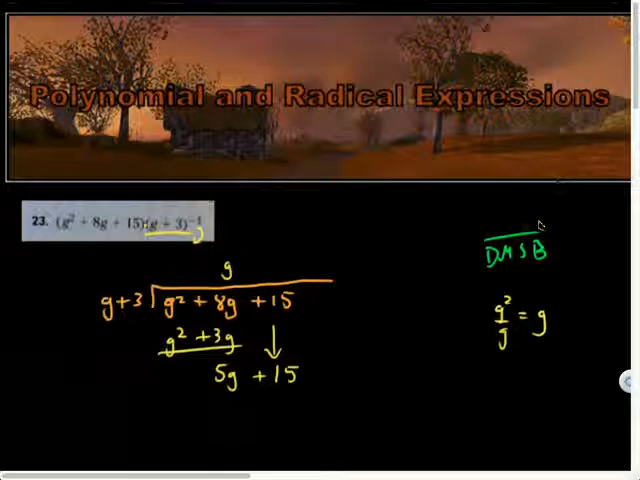 Polynomial and Radical Expressions
23. (g² + 8g + 15)(g + 3)⁻¹
g
g+3 g² + 8g +15
g² +3g
5g +15
DMSB
g²/g = g